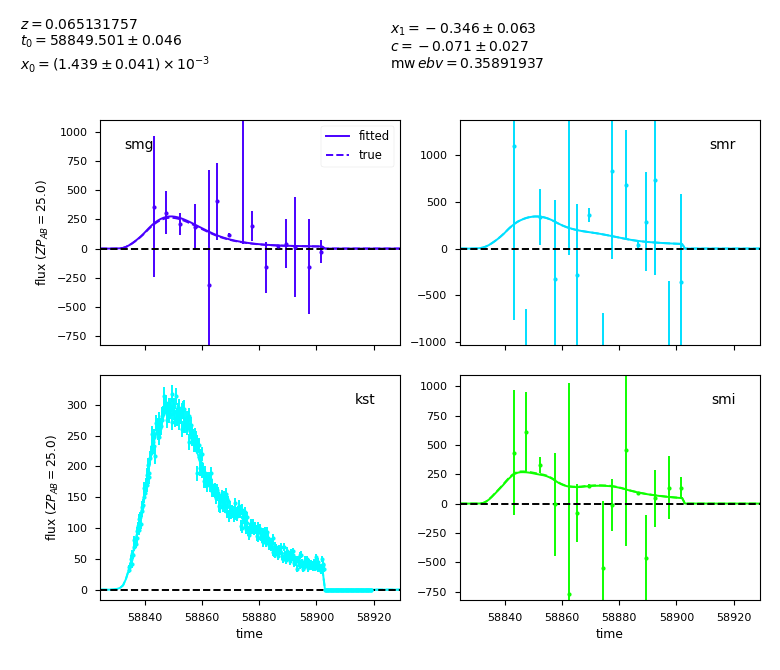 z = 0.065131757
t₀ = 58849.501 ± 0.046
x₀ = (1.439 ± 0.041) × 10⁻³
x₁ = −0.346 ± 0.063
c = −0.071 ± 0.027
mw ebv = 0.35891937
smg
fitted
true
1000
750
500
250
0
−250
−500
−750
flux (ZP_AB = 25.0)
smr
1000
500
0
−500
−1000
kst
300
250
200
150
100
50
0
flux (ZP_AB = 25.0)
58840 58860 58880 58900 58920
time
smi
1000
750
500
250
0
−250
−500
−750
58840 58860 58880 58900 58920
time